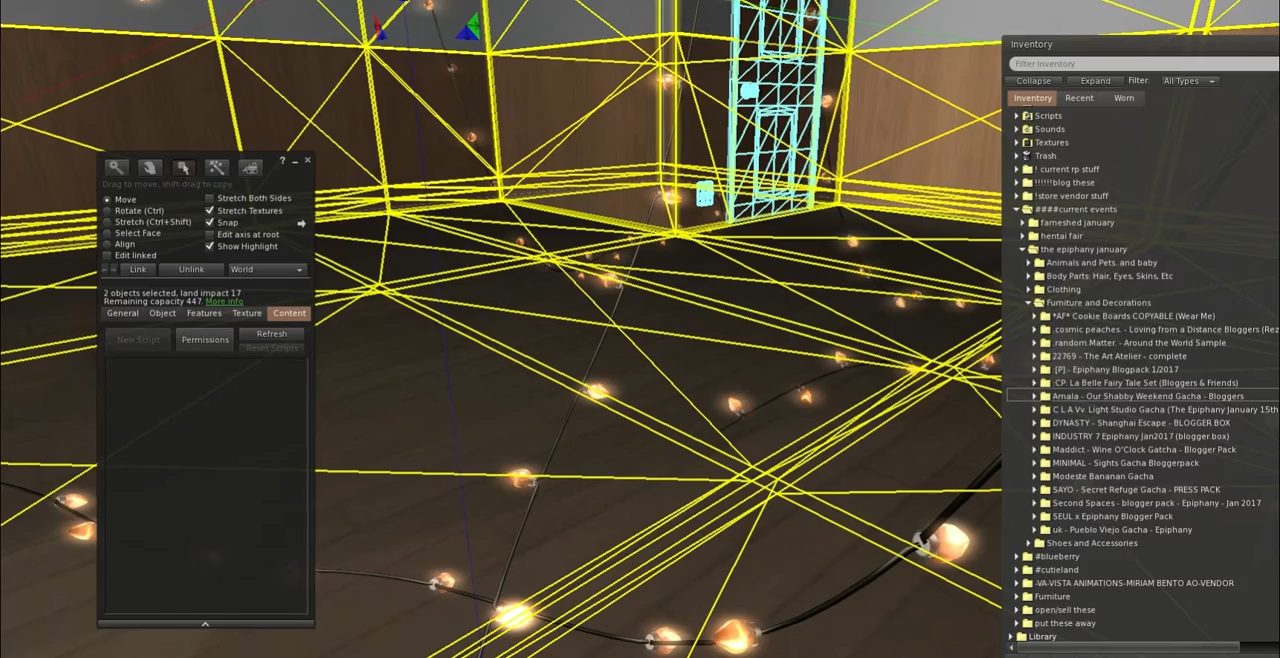 ? _ ×
Drag to move, shift-drag to copy
Move
Stretch Both Sides
Rotate (Ctrl)
Stretch Textures
Stretch (Ctrl+Shift)
Snap
Select Face
Edit axis at root
Align
Show Highlight
Edit linked
Link Unlink World
2 objects selected, land impact 17
Remaining capacity 447. More info
General Object Features Texture Content
New Script Permissions Refresh
Reset Scripts
Inventory
Filter Inventory
Collapse Expand Filter: All Types
Inventory Recent Worn
Scripts
Sounds
Textures
Trash
! current rp stuff
!!!!!!blog these
!store vendor stuff
####current events
fameshed january
hentai fair
the epiphany january
Animals and Pets..and baby
Body Parts: Hair, Eyes, Skins, Etc
Clothing
Furniture and Decorations
*AF* Cookie Boards COPYABLE (Wear Me)
.cosmic peaches. - Loving from a Distance Bloggers (Rez
.random.Matter. - Around the World Sample
22769 - The Art Atelier - complete
:[P]:- Epiphany Blogpack 1/2017
:CP: La Belle Fairy Tale Set (Bloggers & Friends)
Amala - Our Shabby Weekend Gacha - Bloggers
C L A Vv. Light Studio Gacha (The Epiphany January 15th
DYNASTY - Shanghai Escape - BLOGGER BOX
INDUSTRY 7 Epiphany Jan2017 (blogger box)
Maddict - Wine O'Clock Gatcha - Blogger Pack
MINIMAL - Sights Gacha Bloggerpack
Modeste Bananan Gacha
SAYO - Secret Refuge Gacha - PRESS PACK
Second Spaces - blogger pack - Epiphany - Jan 2017
SEUL x Epiphany Blogger Pack
uk - Pueblo Viejo Gacha - Epiphany
Shoes and Accessories
#blueberry
#cutieland
-VA-VISTA ANIMATIONS-MIRIAM BENTO AO-VENDOR
Furniture
open/sell these
put these away
Library